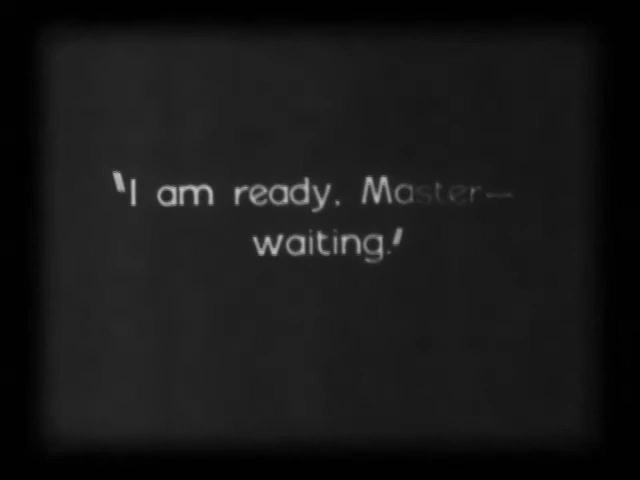 "I am ready, Master—
waiting."